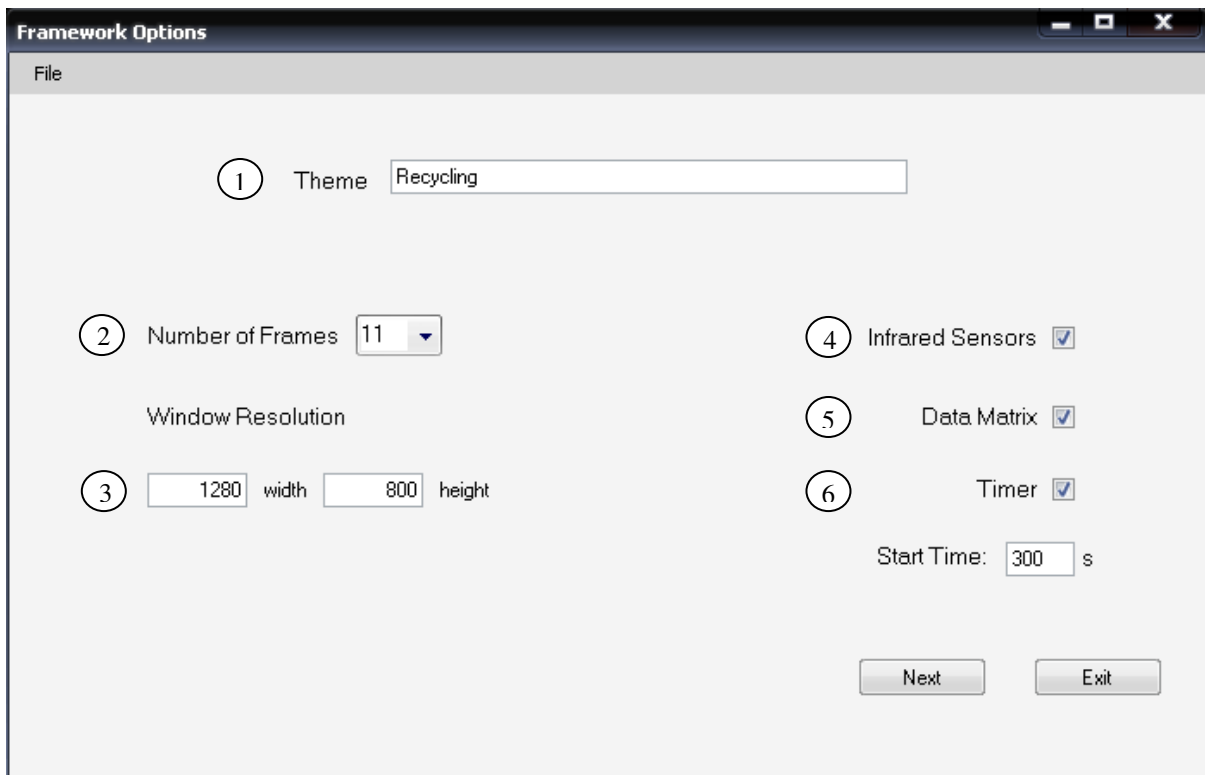 Framework Options
File
1 Theme Recycling
2 Number of Frames 11
4 Infrared Sensors
Window Resolution
5 Data Matrix
3 1280 width 800 height
6 Timer
Start Time: 300 s
Next Exit